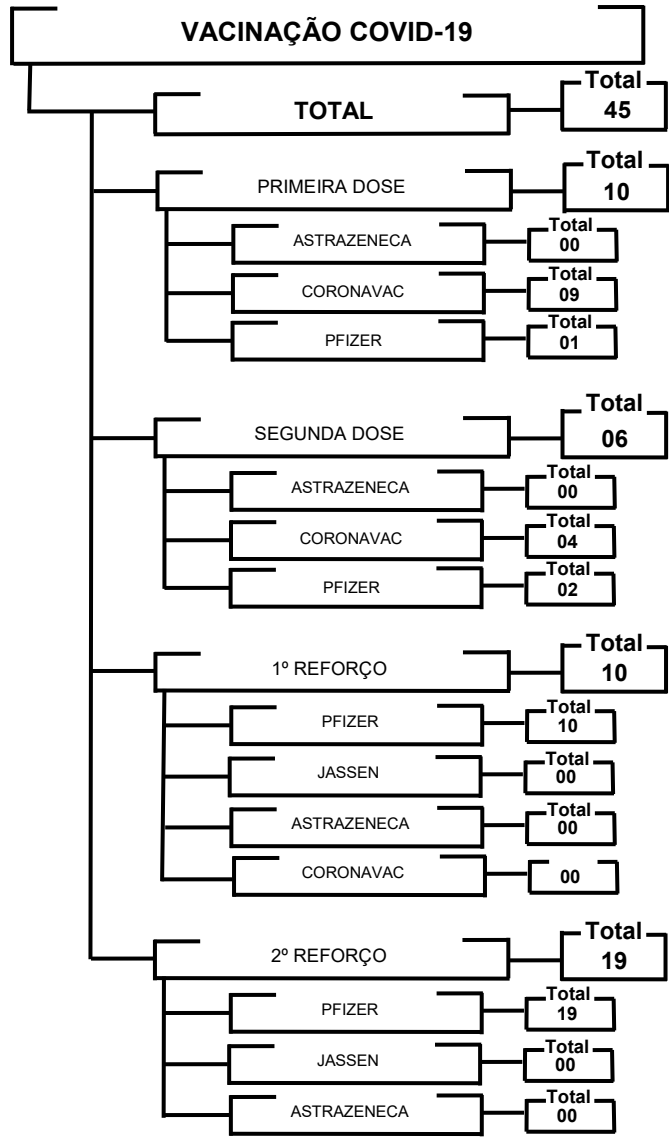 VACINAÇÃO COVID-19
Total
TOTAL 45
Total
PRIMEIRA DOSE 10
Total
ASTRAZENECA 00
Total
CORONAVAC 09
Total
PFIZER 01
Total
SEGUNDA DOSE 06
Total
ASTRAZENECA 00
Total
CORONAVAC 04
Total
PFIZER 02
Total
1º REFORÇO 10
Total
PFIZER 10
Total
JASSEN 00
Total
ASTRAZENECA 00
CORONAVAC 00
Total
2º REFORÇO 19
Total
PFIZER 19
Total
JASSEN 00
Total
ASTRAZENECA 00